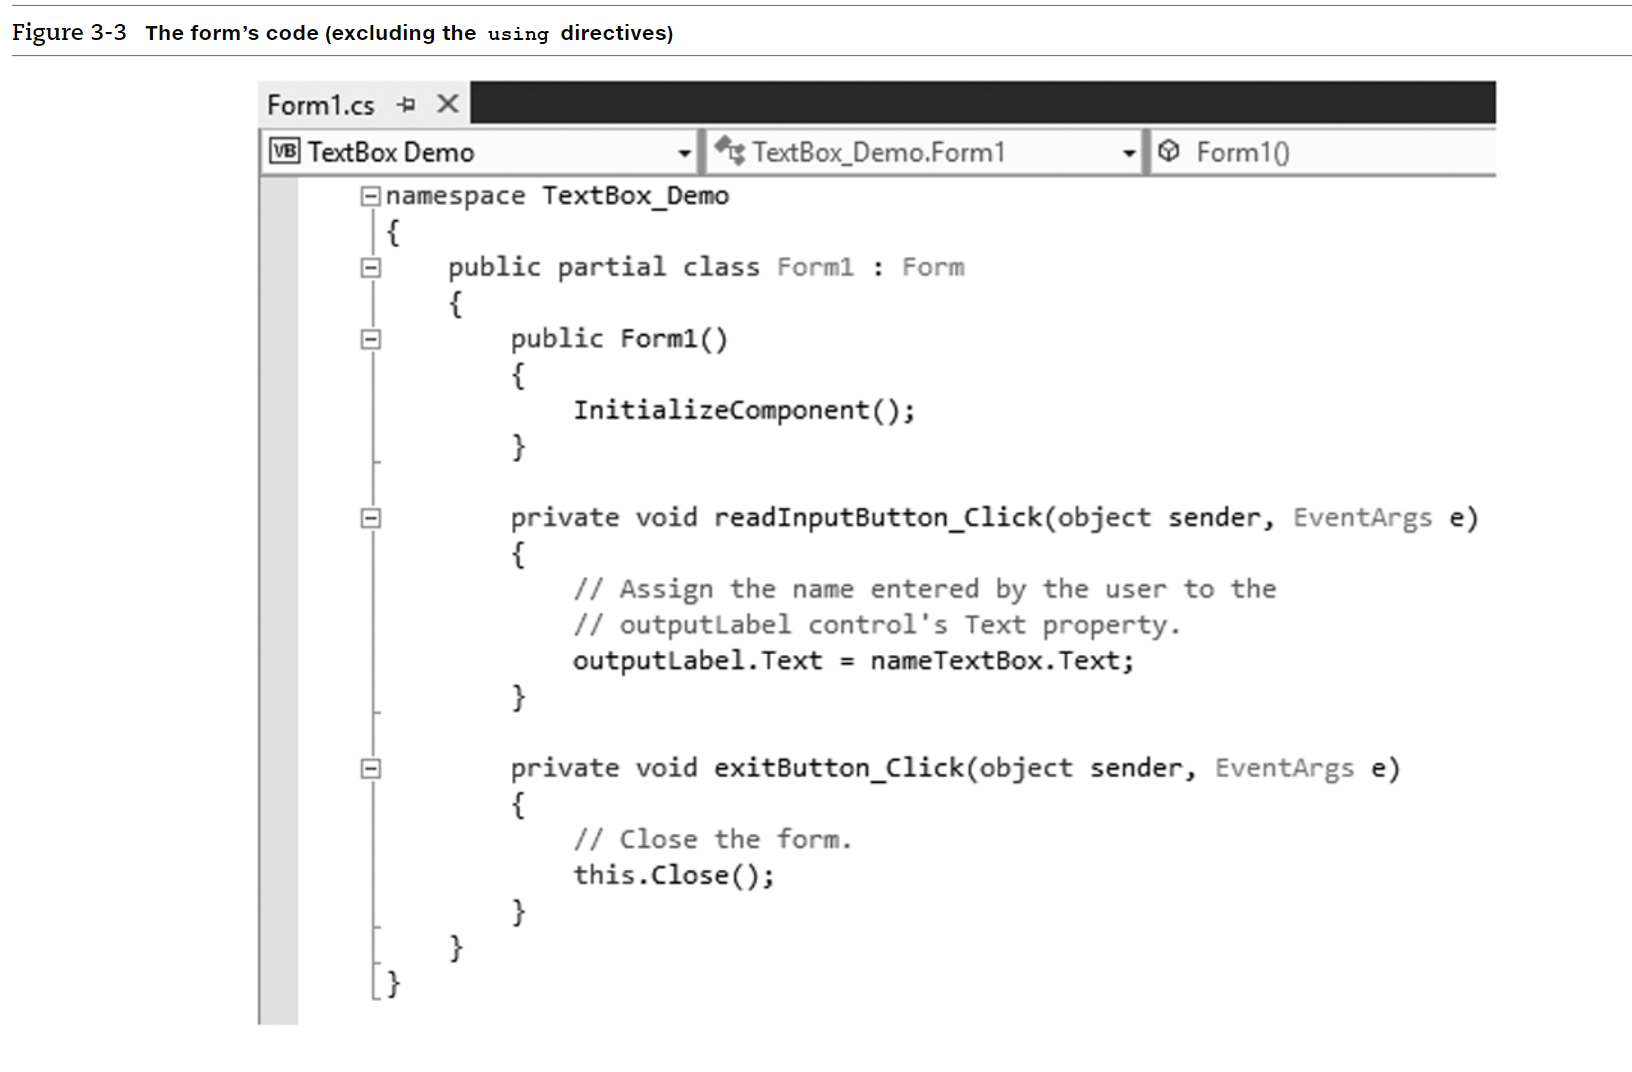 Figure 3-3 The form’s code (excluding the using directives)
Form1.cs
VB TextBox Demo TextBox_Demo.Form1 Form1()
namespace TextBox_Demo
{
public partial class Form1 : Form
{
public Form1()
{
InitializeComponent();
}
private void readInputButton_Click(object sender, EventArgs e)
{
// Assign the name entered by the user to the
// outputLabel control's Text property.
outputLabel.Text = nameTextBox.Text;
}
private void exitButton_Click(object sender, EventArgs e)
{
// Close the form.
this.Close();
}
}
}